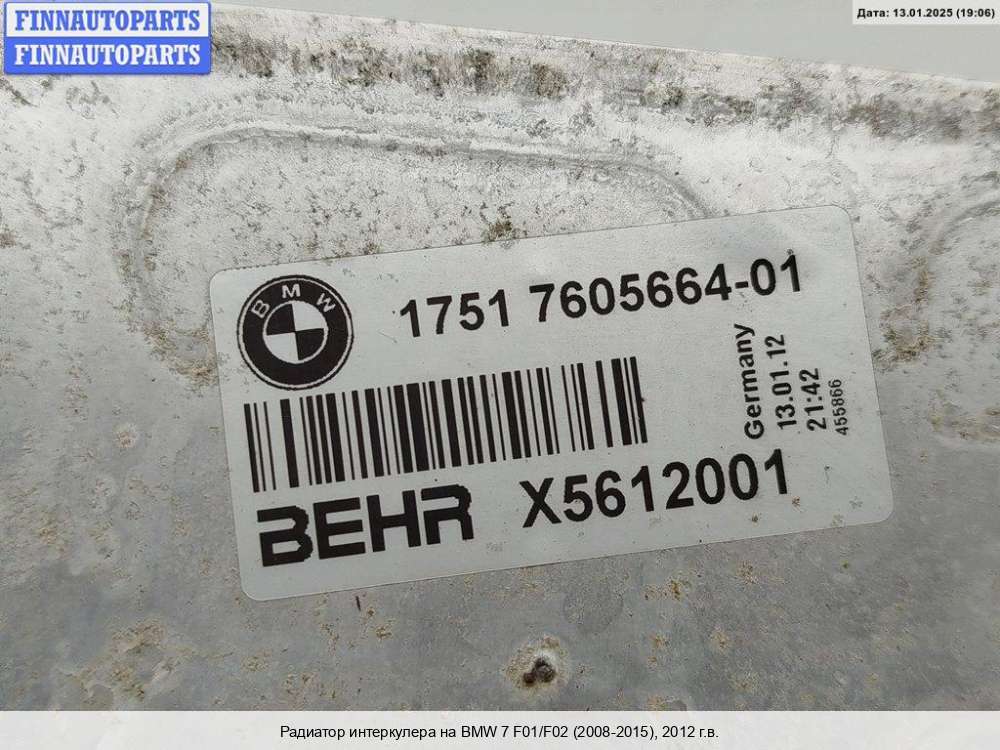 FINNAUTOPARTS
FINNAUTOPARTS
Дата: 13.01.2025 (19:06)
BMW
1751 7605664-01
Germany
13.01.12
21:42
455866
BEHR X5612001
Радиатор интеркулера на BMW 7 F01/F02 (2008-2015), 2012 г.в.